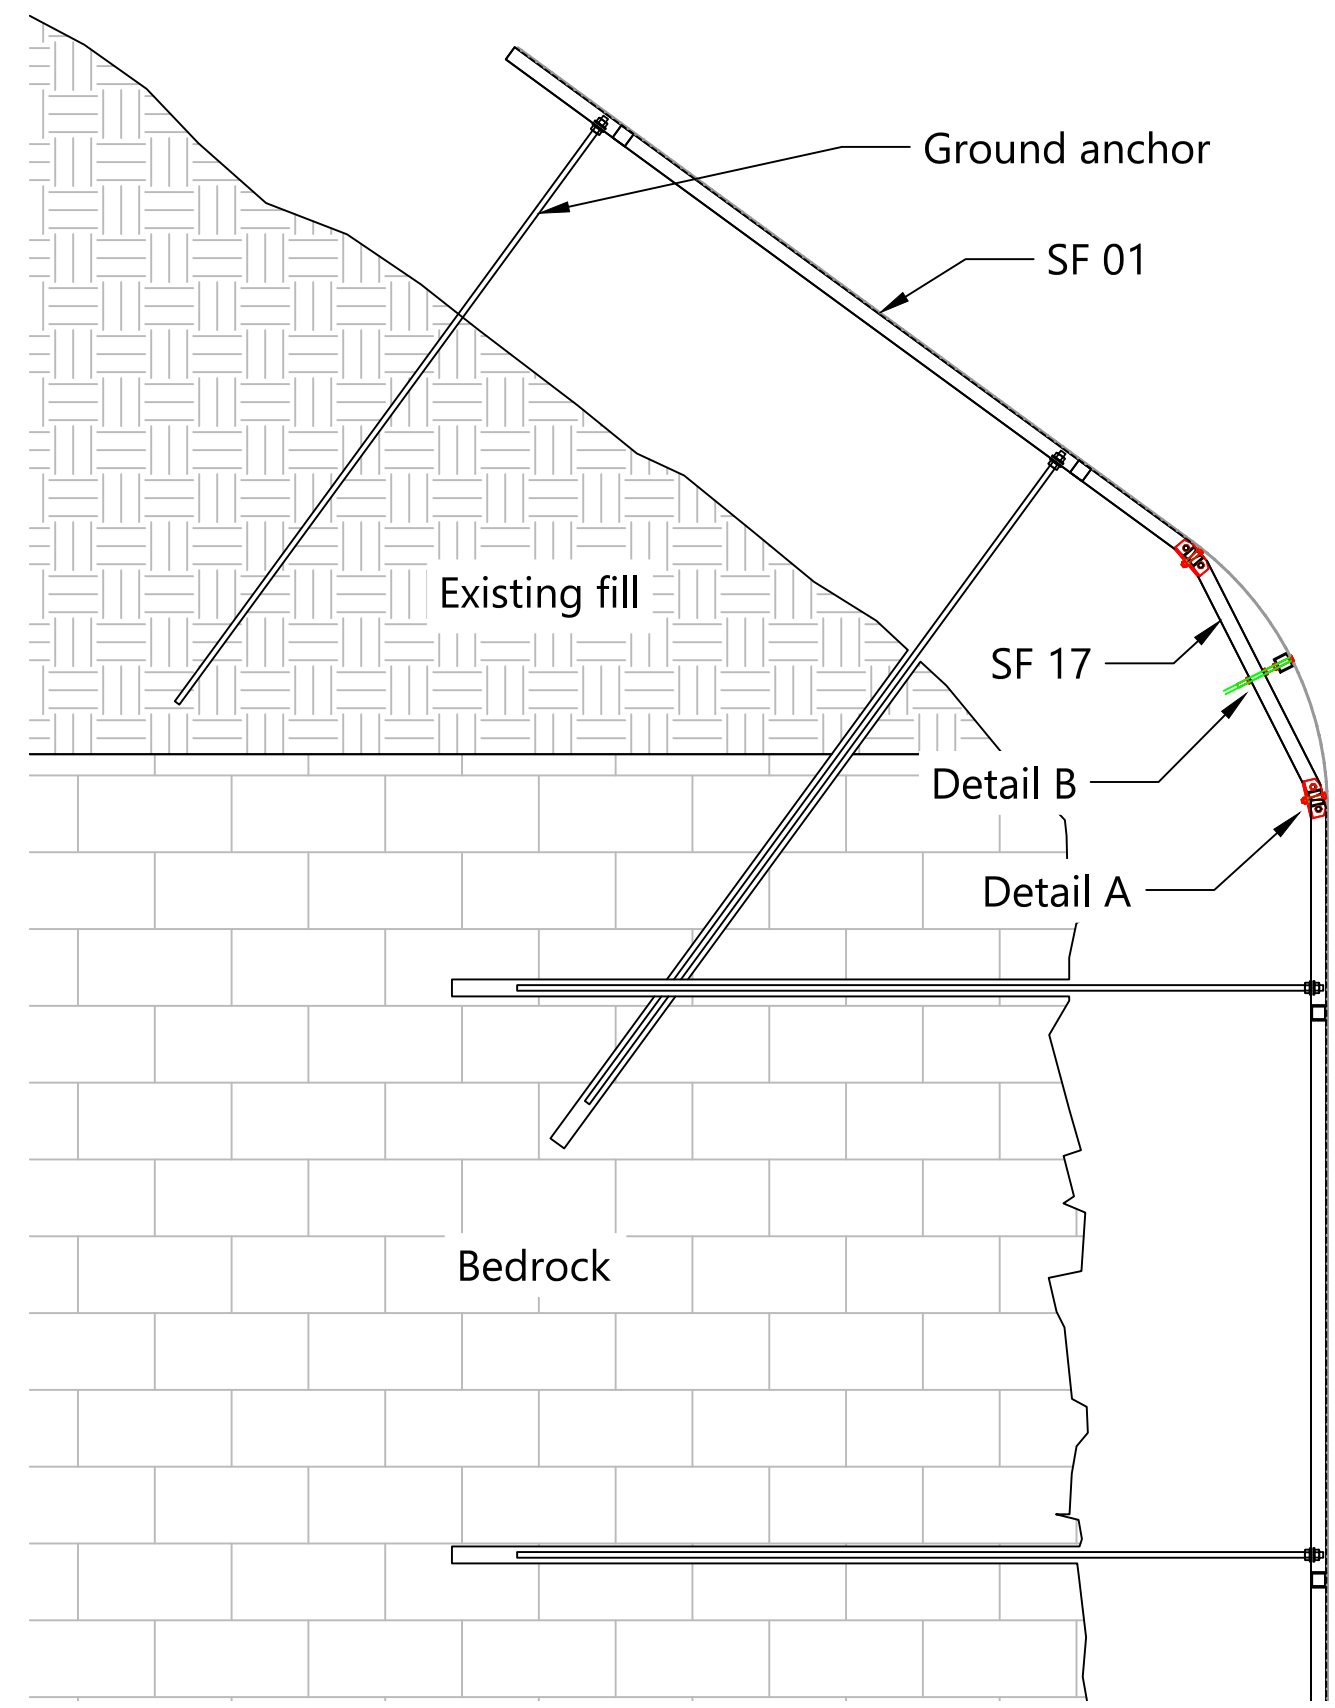 Ground anchor
SF 01
Existing fill
SF 17
Detail B
Detail A
Bedrock